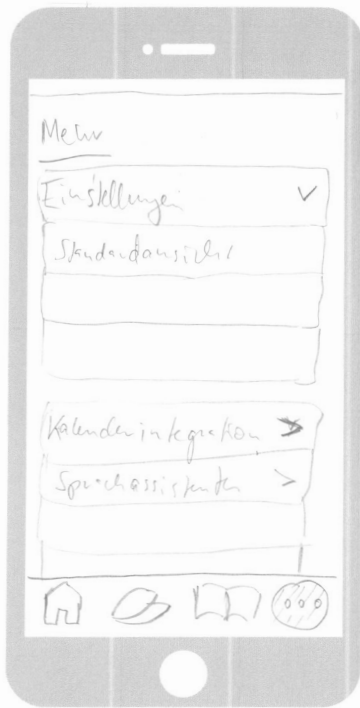 Mehr
Einstellungen
Standardansicht
Kalenderintegration
Sprachassistenten